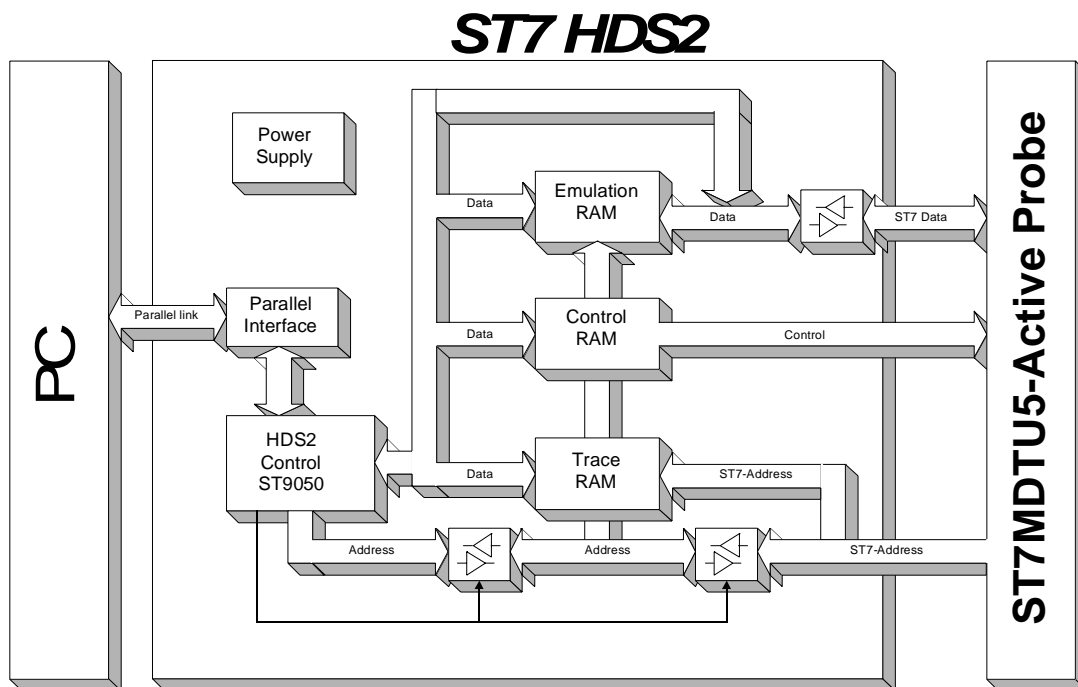 ST7 HDS2
PC
Power
Supply
Parallel link
Parallel
Interface
HDS2
Control
ST9050
Data
Emulation
RAM
Data
ST7 Data
Data
Control
RAM
Control
Data
Trace
RAM
ST7-Address
Address
Address
ST7-Address
ST7MDTU5-Active Probe